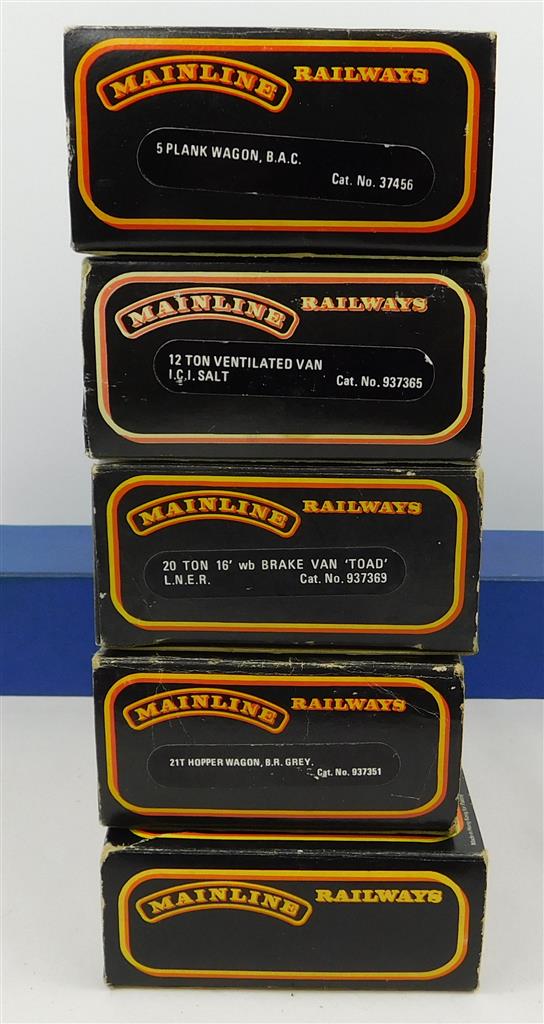 MAINLINE RAILWAYS
5 PLANK WAGON, B.A.C.
Cat. No. 37456
MAINLINE RAILWAYS
12 TON VENTILATED VAN
I.C.I. SALT Cat. No. 937365
MAINLINE RAILWAYS
20 TON 16' wb BRAKE VAN 'TOAD'
L.N.E.R. Cat. No. 937369
MAINLINE RAILWAYS
21T HOPPER WAGON, B.R. GREY.
Cat. No. 937351
MAINLINE RAILWAYS